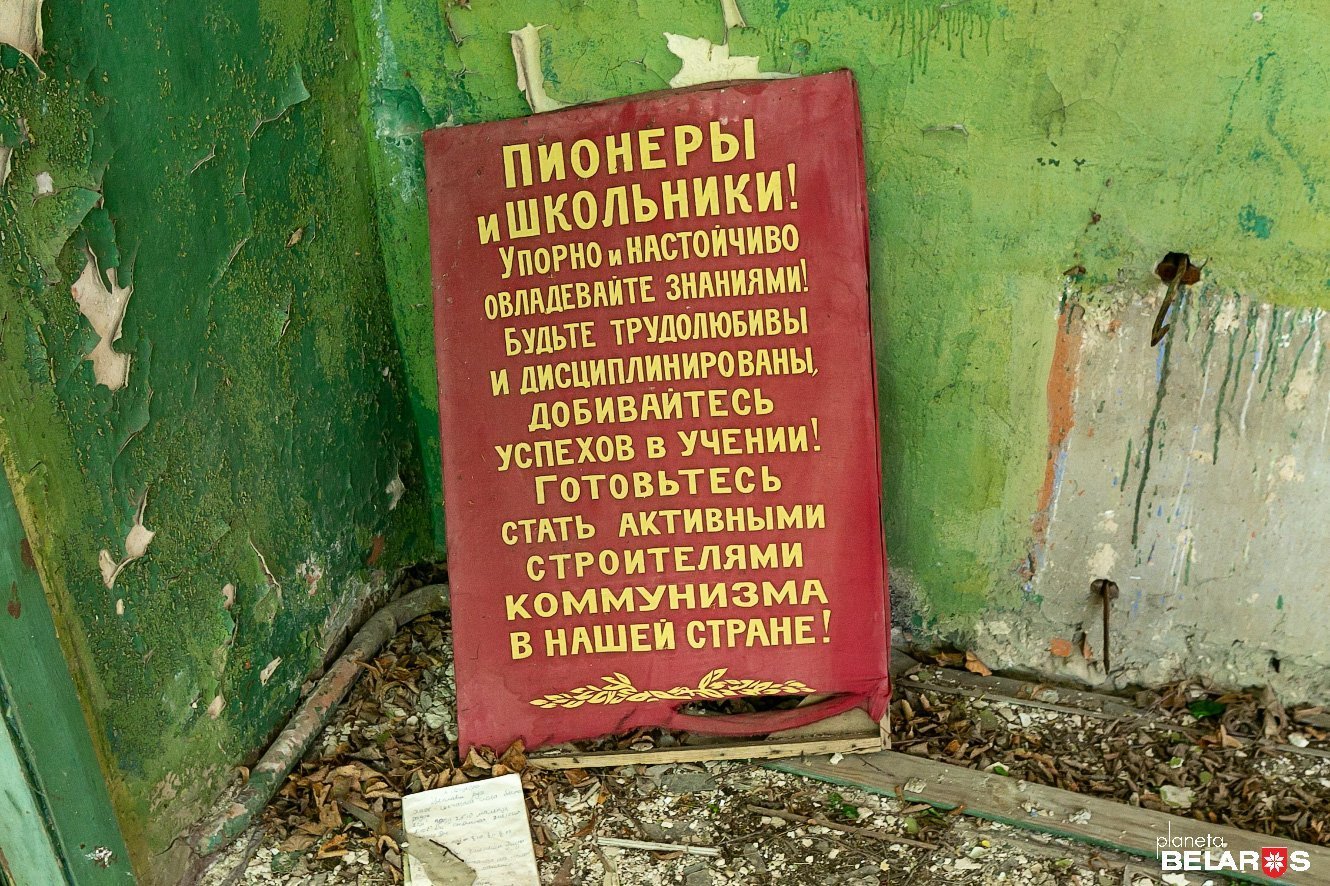 ПИОНЕРЫ
И ШКОЛЬНИКИ!
УПОРНО И НАСТОЙЧИВО
ОВЛАДЕВАЙТЕ ЗНАНИЯМИ!
БУДЬТЕ ТРУДОЛЮБИВЫ
И ДИСЦИПЛИНИРОВАНЫ,
ДОБИВАЙТЕСЬ
УСПЕХОВ В УЧЕНИИ!
ГОТОВЬТЕСЬ
СТАТЬ АКТИВНЫМИ
СТРОИТЕЛЯМИ
КОММУНИЗМА
В НАШЕЙ СТРАНЕ!
planeta
BELARUS